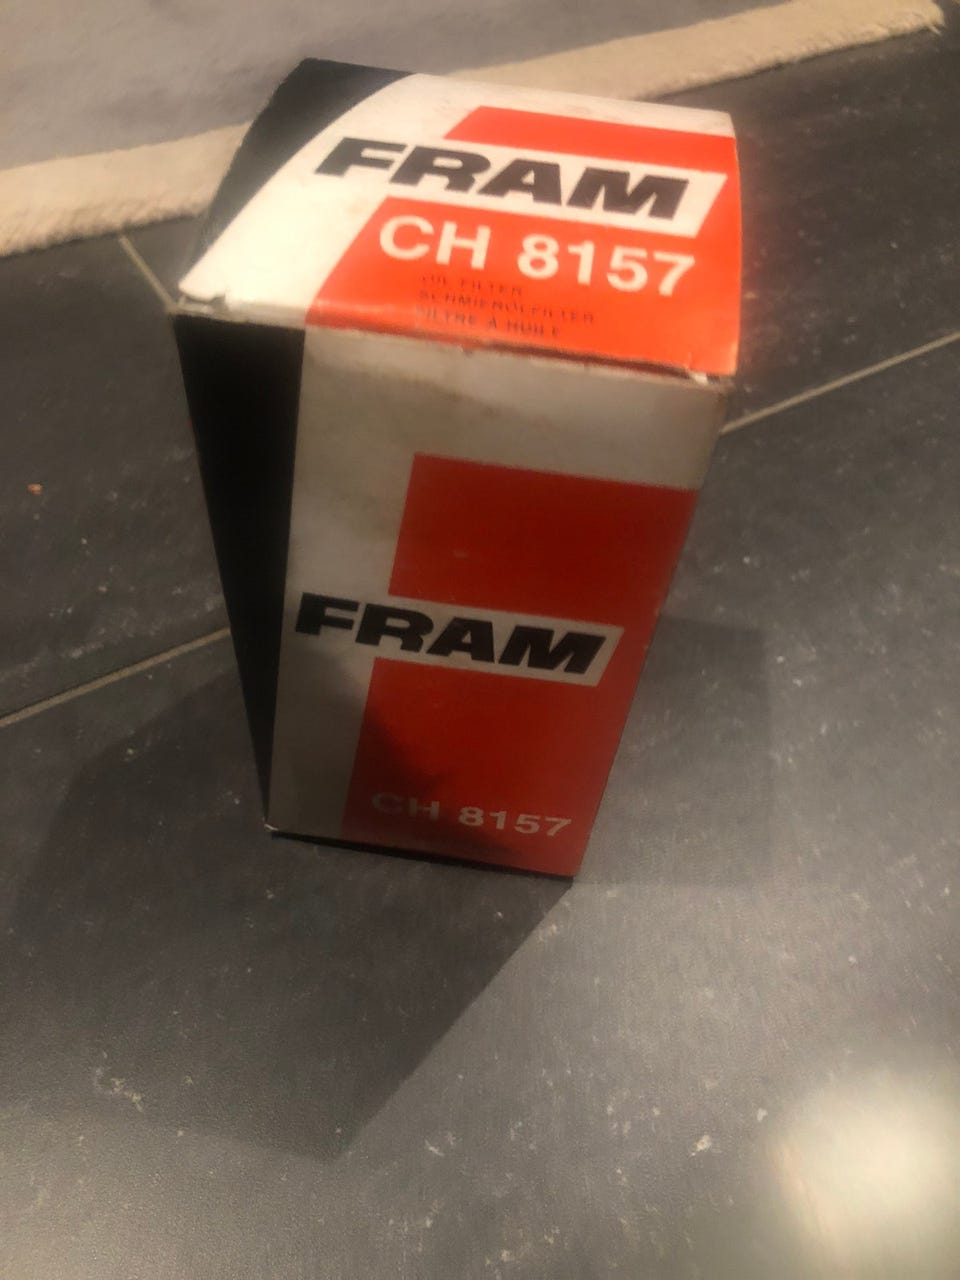 FRAM
CH 8157
OIL FILTER
SCHMIERÖLFILTER
FILTRE À HUILE
FRAM
CH 8157